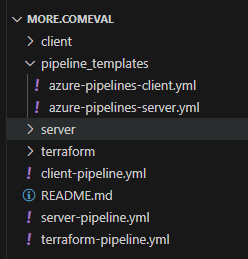 MORE.COMEVAL
client
pipeline_templates
! azure-pipelines-client.yml
! azure-pipelines-server.yml
server
terraform
! client-pipeline.yml
README.md
! server-pipeline.yml
! terraform-pipeline.yml